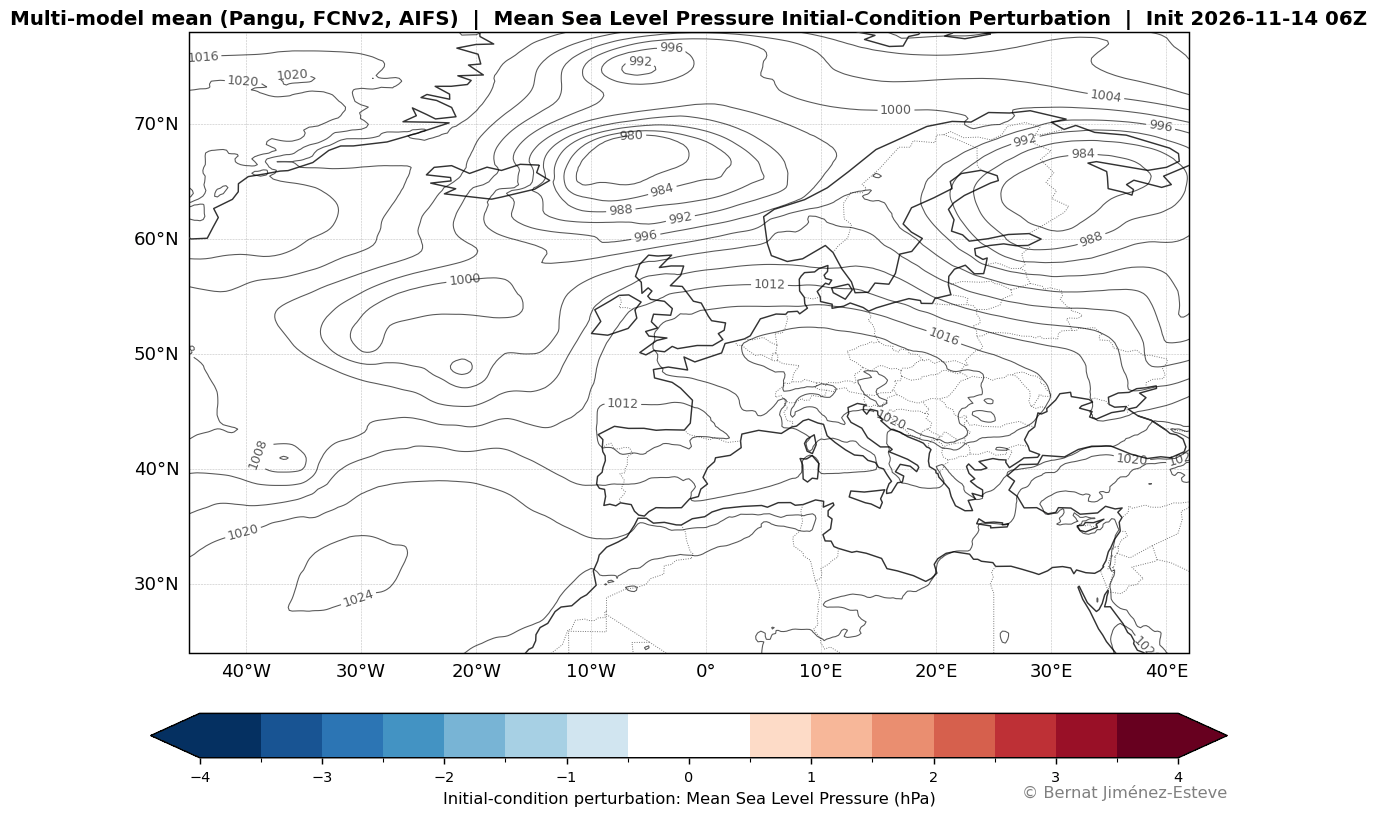 Multi-model mean (Pangu, FCNv2, AIFS)  |  Mean Sea Level Pressure Initial-Condition Perturbation  |  Init 2026-11-14 06Z
996
1016
992
1020
1020
1004
1000
996
70°N
980
992
984
984
988
992
996
988
60°N
1000
1012
1016
50°N
1012
1020
1008
1020
40°N
1020
1024
30°N
40°W 30°W 20°W 10°W 0° 10°E 20°E 30°E 40°E
−4 −3 −2 −1 0 1 2 3 4
Initial-condition perturbation: Mean Sea Level Pressure (hPa)
© Bernat Jiménez-Esteve